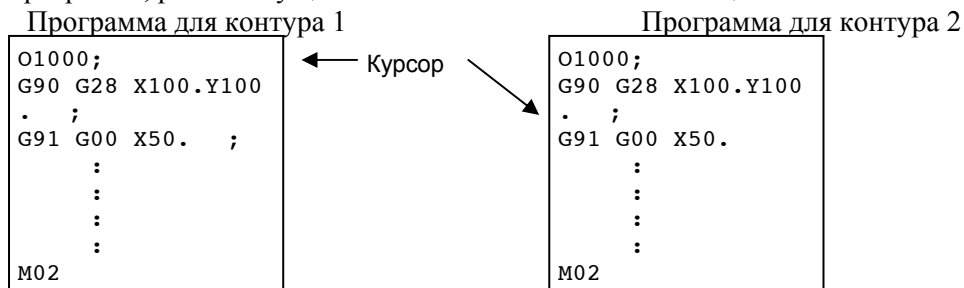 Программа для контура 1
Программа для контура 2
O1000;
G90 G28 X100.Y100
. ;
G91 G00 X50. ;
:
:
:
:
M02
Курсор
O1000;
G90 G28 X100.Y100
. ;
G91 G00 X50.
:
:
:
:
M02